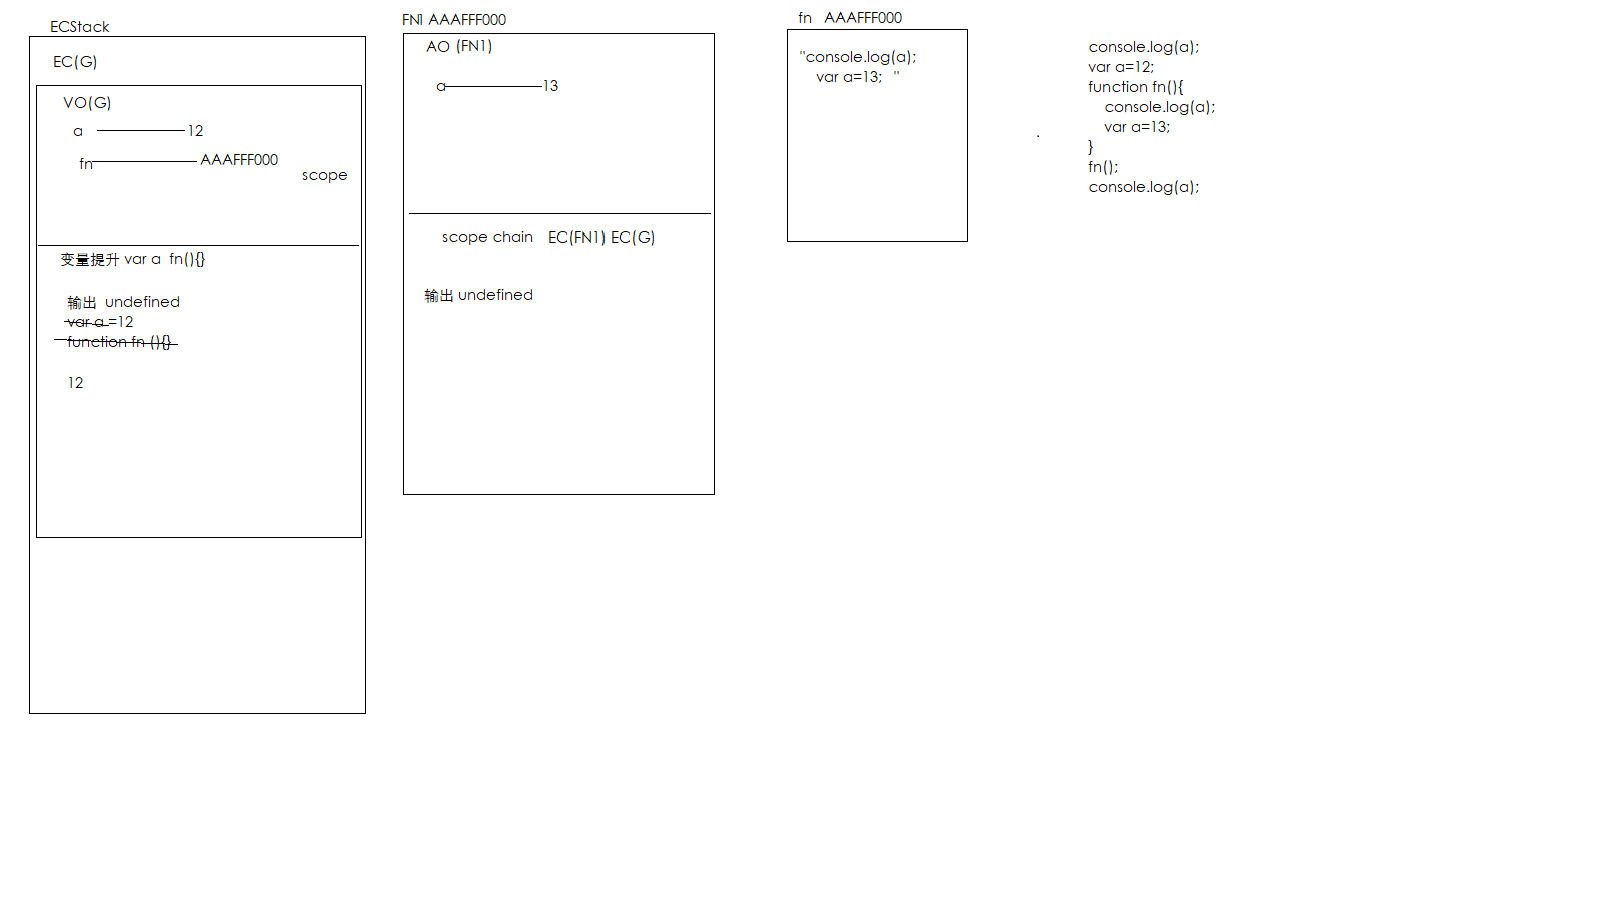 ECStack
EC(G)
VO(G)
a 12
fn AAAFFF000
scope
变量提升 var a fn(){}
输出 undefined
var a =12
function fn (){}
12
FN1 AAAFFF000
AO (FN1)
a 13
scope chain EC(FN1) EC(G)
输出 undefined
fn AAAFFF000
"console.log(a);
var a=13; "
console.log(a);
var a=12;
function fn(){
console.log(a);
var a=13;
}
fn();
console.log(a);